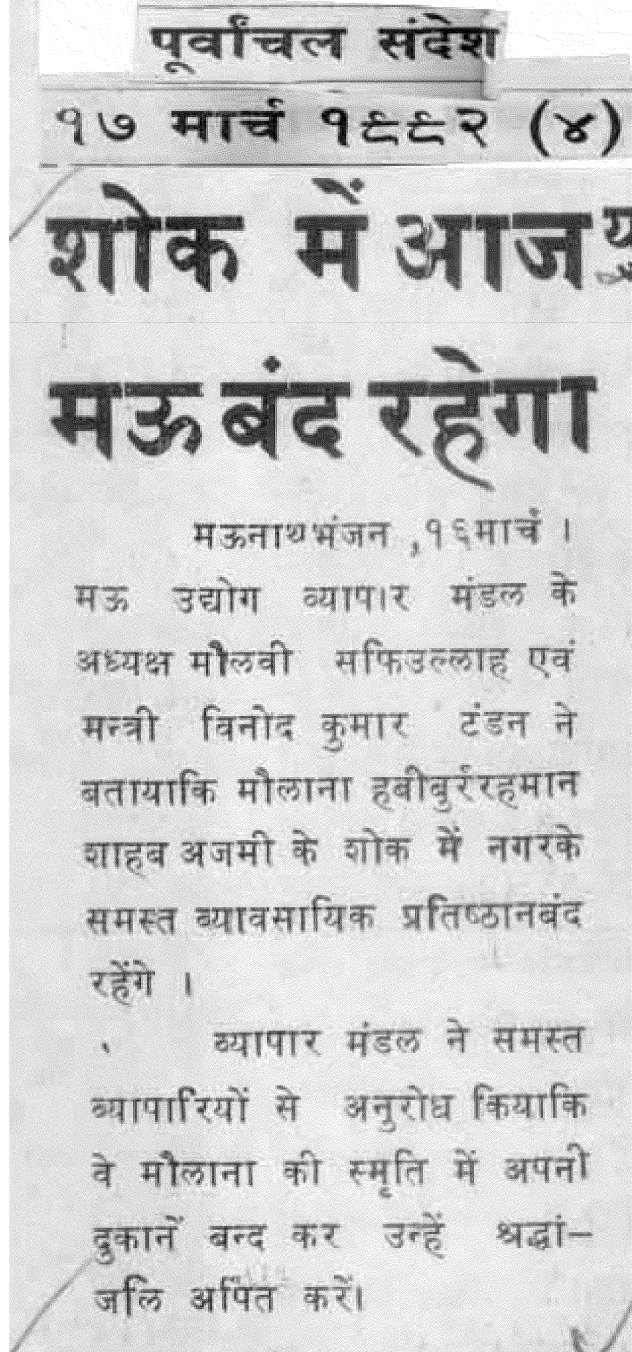 पूर्वांचल संदेश
१७ मार्च १९९२ (४)
शोक में आज
मऊ बंद रहेगा
मऊनाथभंजन ,१६मार्च ।
मऊ उद्योग व्यापार मंडल के
अध्यक्ष मौलवी सफिउल्लाह एवं
मन्त्री विनोद कुमार टंडन ने
बतायाकि मौलाना हबीबुर्ररहमान
शाहब अजमी के शोक में नगरके
समस्त ब्यावसायिक प्रतिष्ठानबंद
रहेंगे ।
ब्यापार मंडल ने समस्त
ब्यापारियों से अनुरोध कियाकि
वे मौलाना की स्मृति में अपनी
दुकानें बन्द कर उन्हें श्रद्धां-
जलि अर्पित करें।